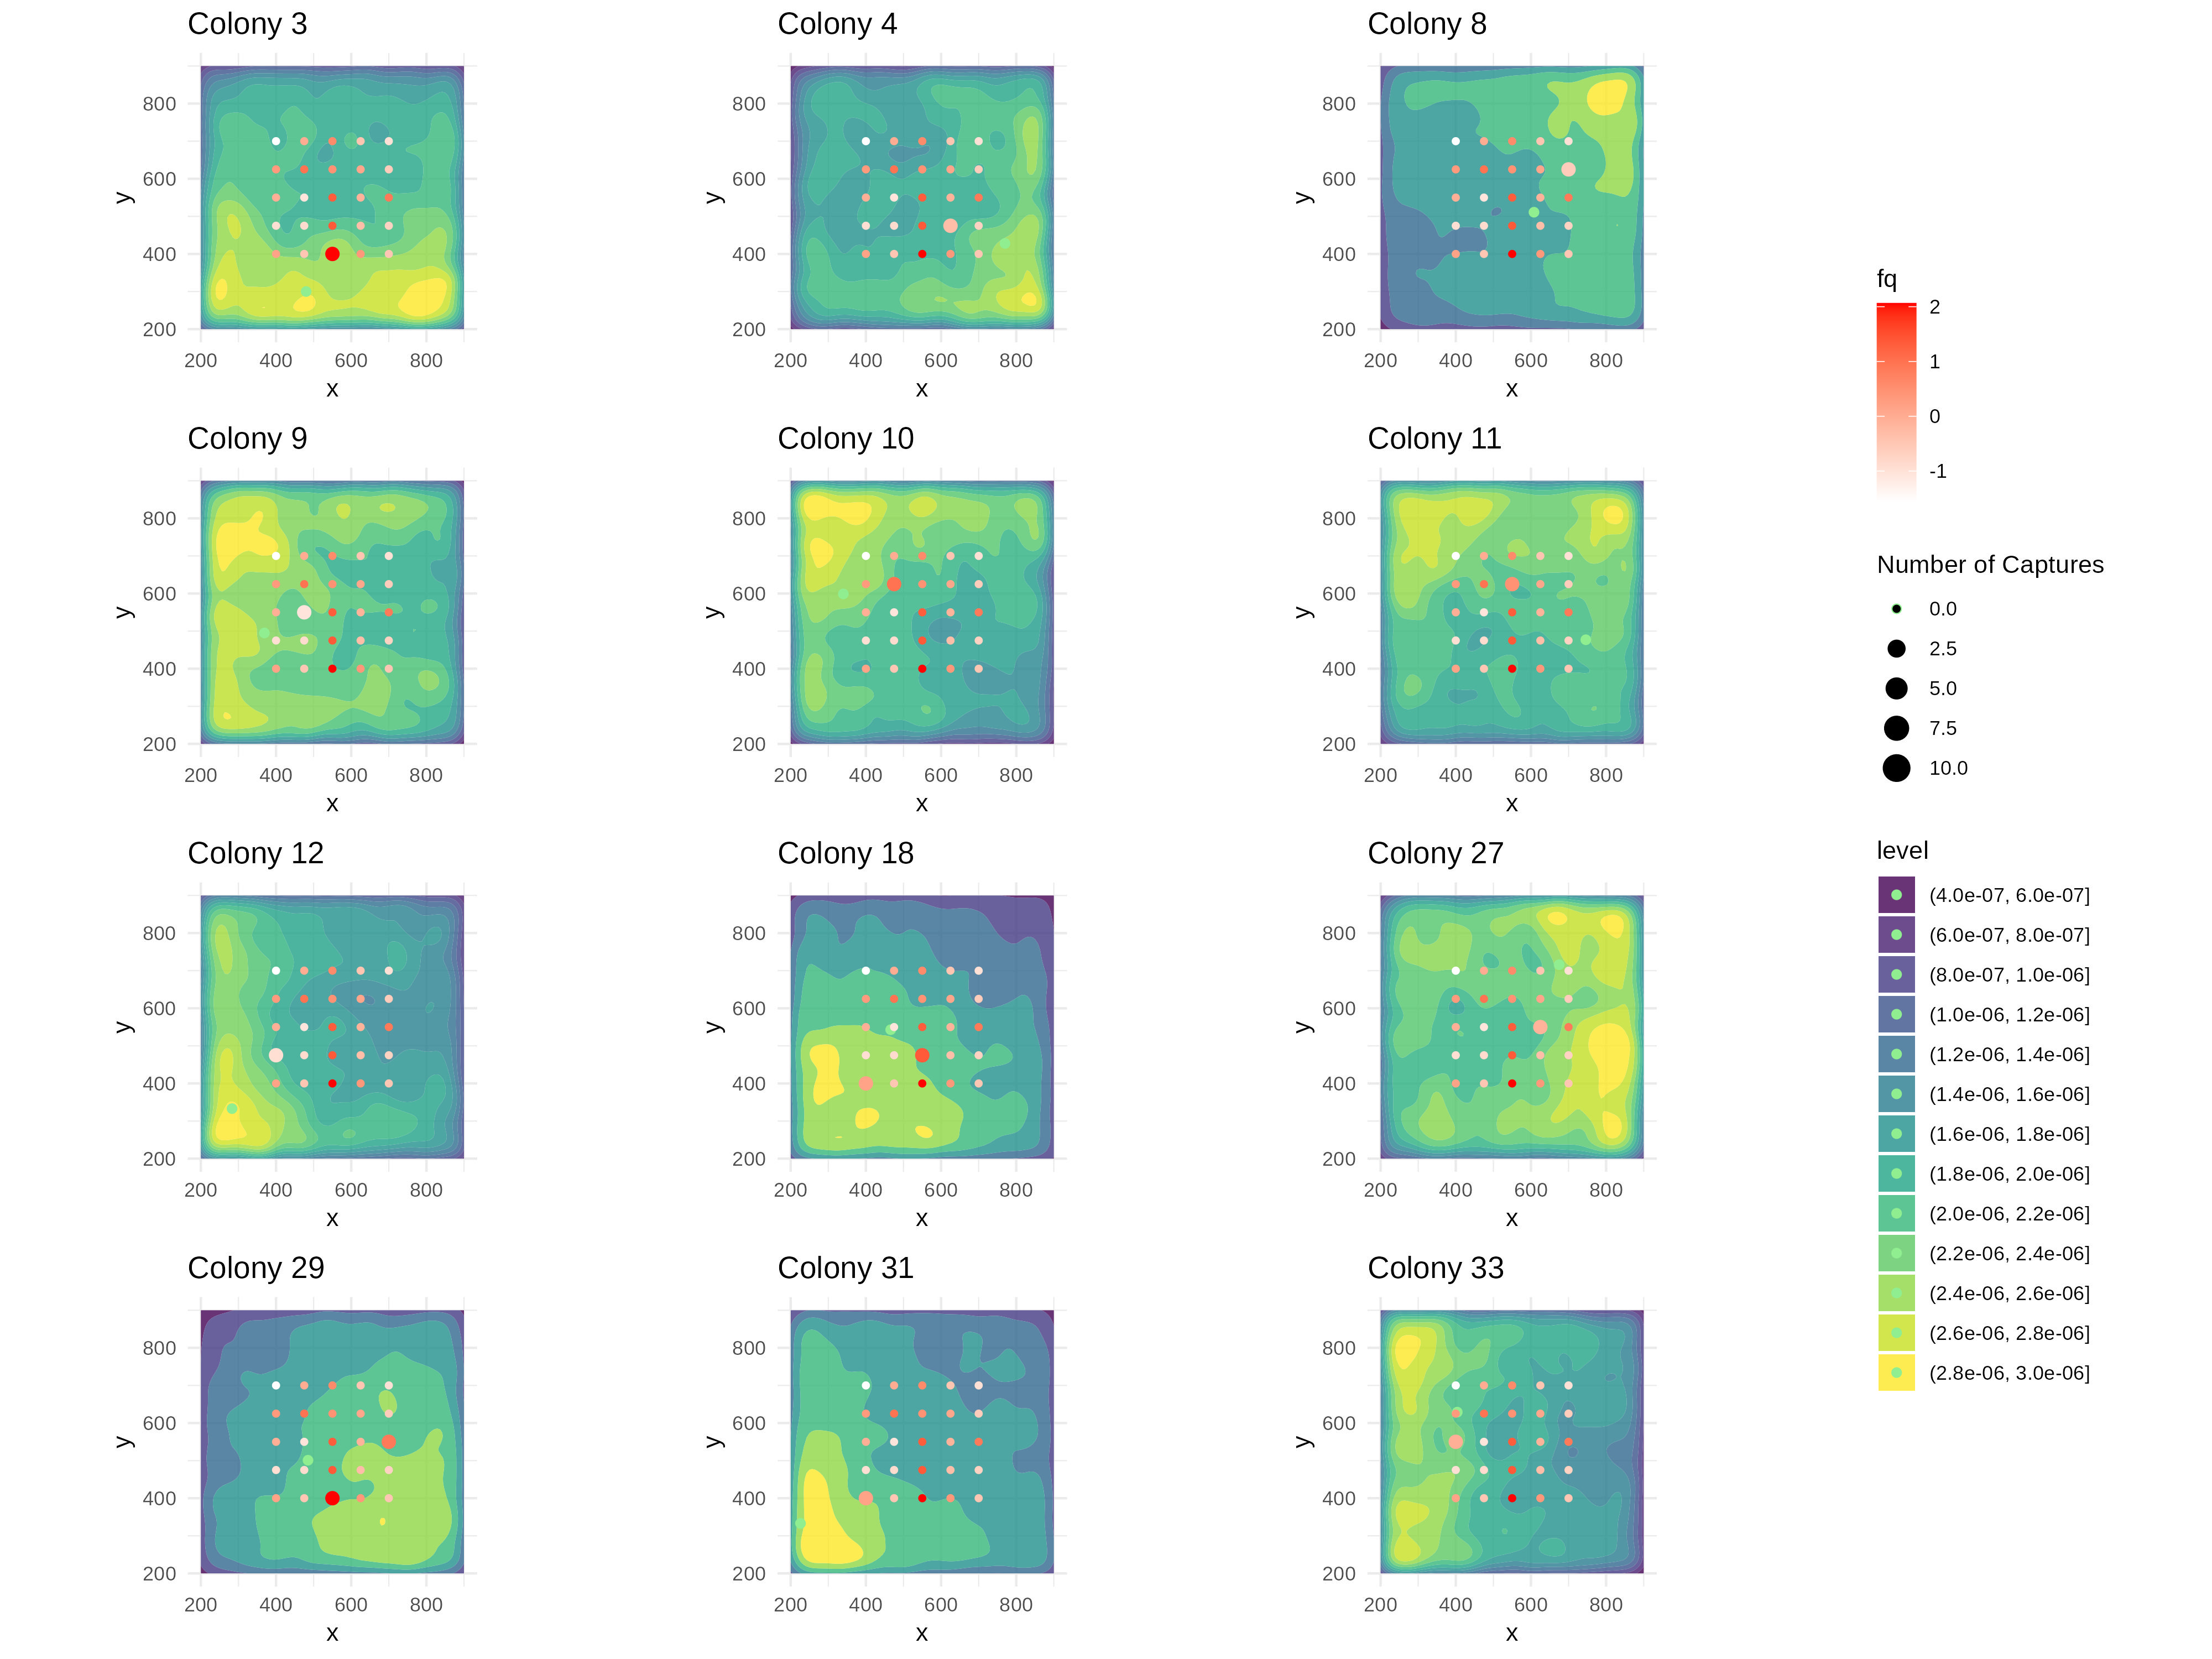 Colony 3
800
600
400
200
200 400 600 800
x
y
Colony 4
800
600
400
200
200 400 600 800
x
y
Colony 8
800
600
400
200
200 400 600 800
x
y
Colony 9
800
600
400
200
200 400 600 800
x
y
Colony 10
800
600
400
200
200 400 600 800
x
y
Colony 11
800
600
400
200
200 400 600 800
x
y
Colony 12
800
600
400
200
200 400 600 800
x
y
Colony 18
800
600
400
200
200 400 600 800
x
y
Colony 27
800
600
400
200
200 400 600 800
x
y
Colony 29
800
600
400
200
200 400 600 800
x
y
Colony 31
800
600
400
200
200 400 600 800
x
y
Colony 33
800
600
400
200
200 400 600 800
x
y
fq
2
1
0
-1
Number of Captures
0.0
2.5
5.0
7.5
10.0
level
(4.0e-07, 6.0e-07]
(6.0e-07, 8.0e-07]
(8.0e-07, 1.0e-06]
(1.0e-06, 1.2e-06]
(1.2e-06, 1.4e-06]
(1.4e-06, 1.6e-06]
(1.6e-06, 1.8e-06]
(1.8e-06, 2.0e-06]
(2.0e-06, 2.2e-06]
(2.2e-06, 2.4e-06]
(2.4e-06, 2.6e-06]
(2.6e-06, 2.8e-06]
(2.8e-06, 3.0e-06]